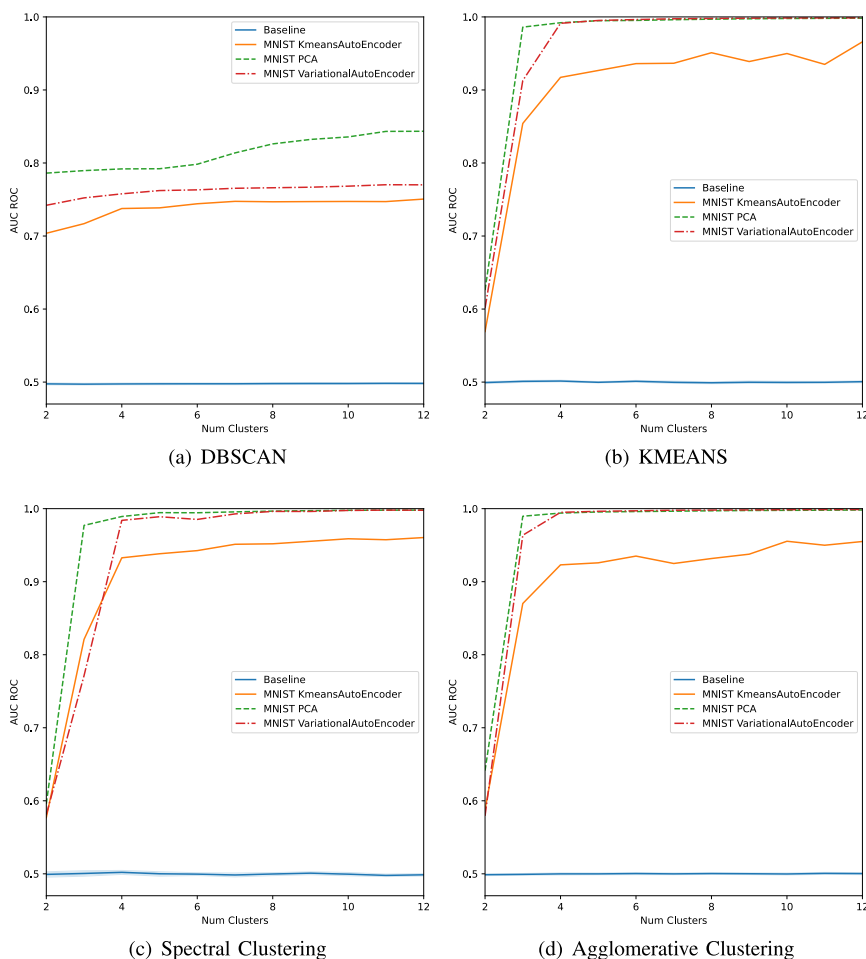 1.0
0.9
0.8
0.7
0.6
0.5
AUC ROC
Baseline
MNIST KmeansAutoEncoder
MNIST PCA
MNIST VariationalAutoEncoder
2 4 6 8 10 12
Num Clusters
(a) DBSCAN
1.0
0.9
0.8
0.7
0.6
0.5
AUC ROC
Baseline
MNIST KmeansAutoEncoder
MNIST PCA
MNIST VariationalAutoEncoder
2 4 6 8 10 12
Num Clusters
(b) KMEANS
1.0
0.9
0.8
0.7
0.6
0.5
AUC ROC
Baseline
MNIST KmeansAutoEncoder
MNIST PCA
MNIST VariationalAutoEncoder
2 4 6 8 10 12
Num Clusters
(c) Spectral Clustering
1.0
0.9
0.8
0.7
0.6
0.5
AUC ROC
Baseline
MNIST KmeansAutoEncoder
MNIST PCA
MNIST VariationalAutoEncoder
2 4 6 8 10 12
Num Clusters
(d) Agglomerative Clustering